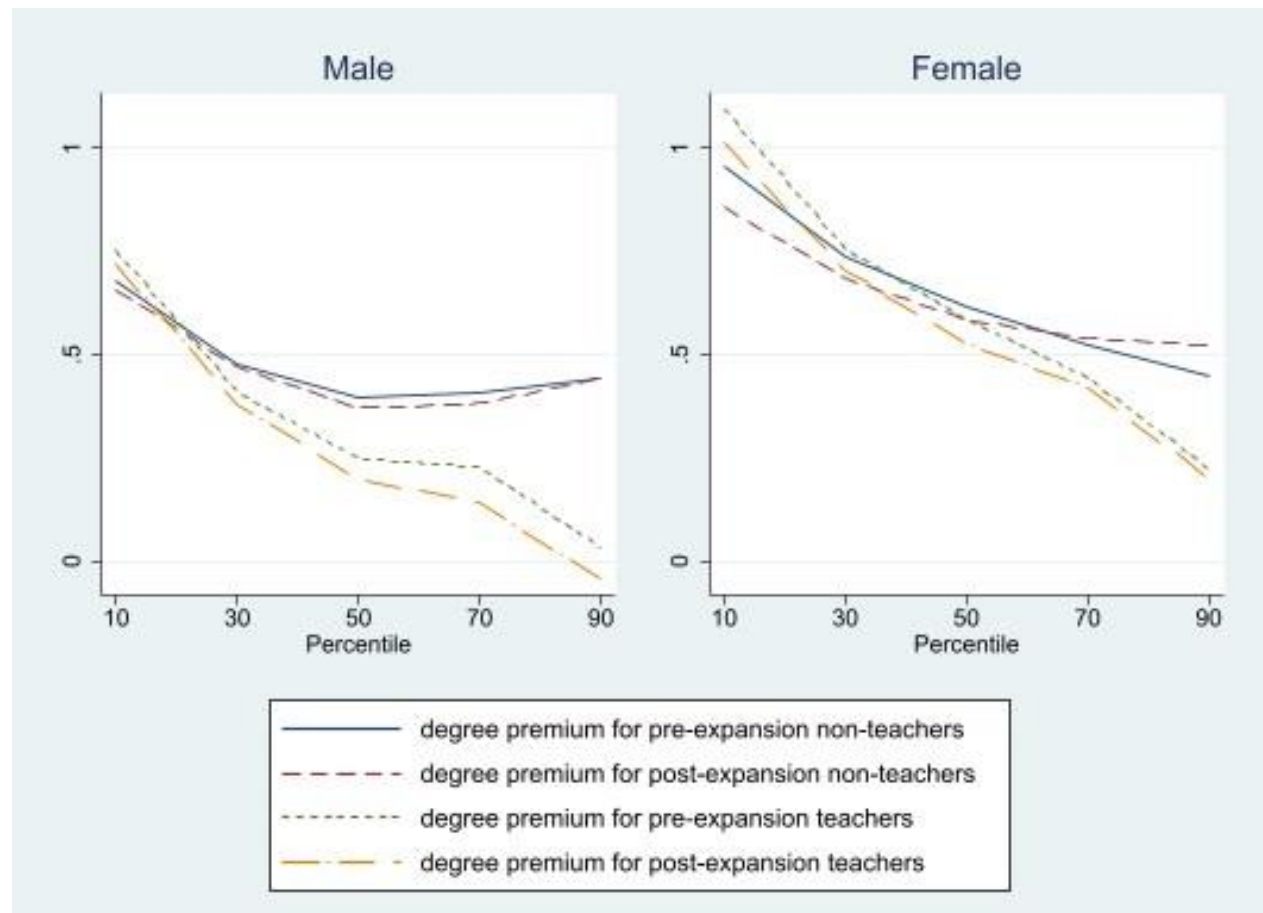 Male Female
1 1
.5 .5
0 0
10 30 50 70 90 10 30 50 70 90
Percentile Percentile
degree premium for pre-expansion non-teachers
degree premium for post-expansion non-teachers
degree premium for pre-expansion teachers
degree premium for post-expansion teachers